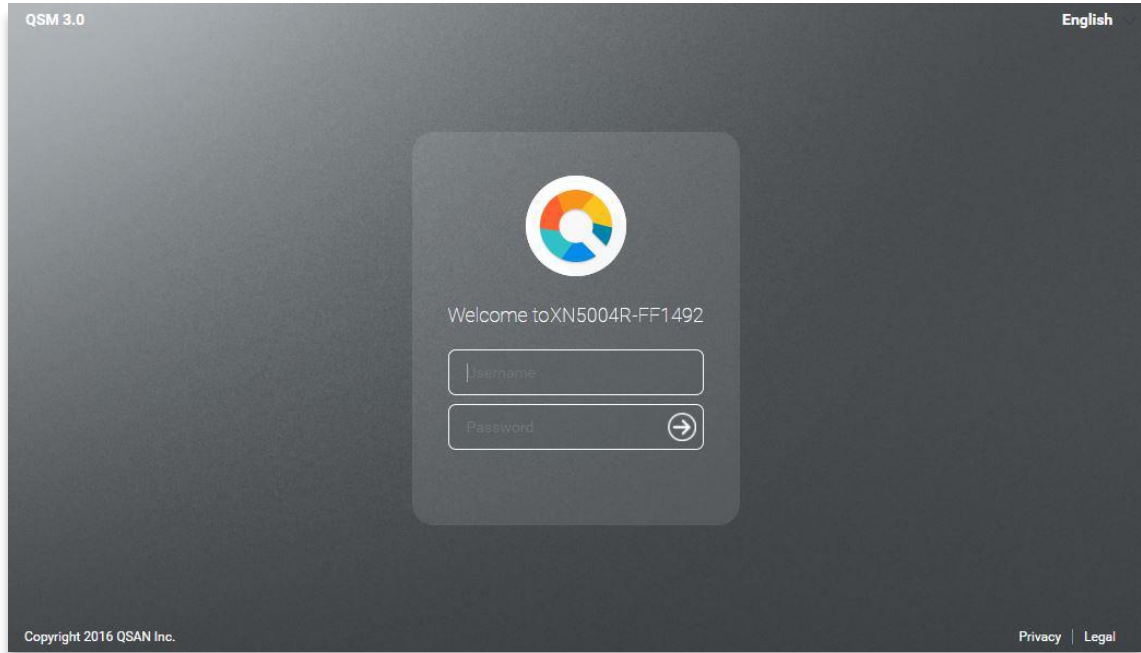 QSM 3.0
English
Welcome toXN5004R-FF1492
Username
Password
Copyright 2016 QSAN Inc.
Privacy | Legal